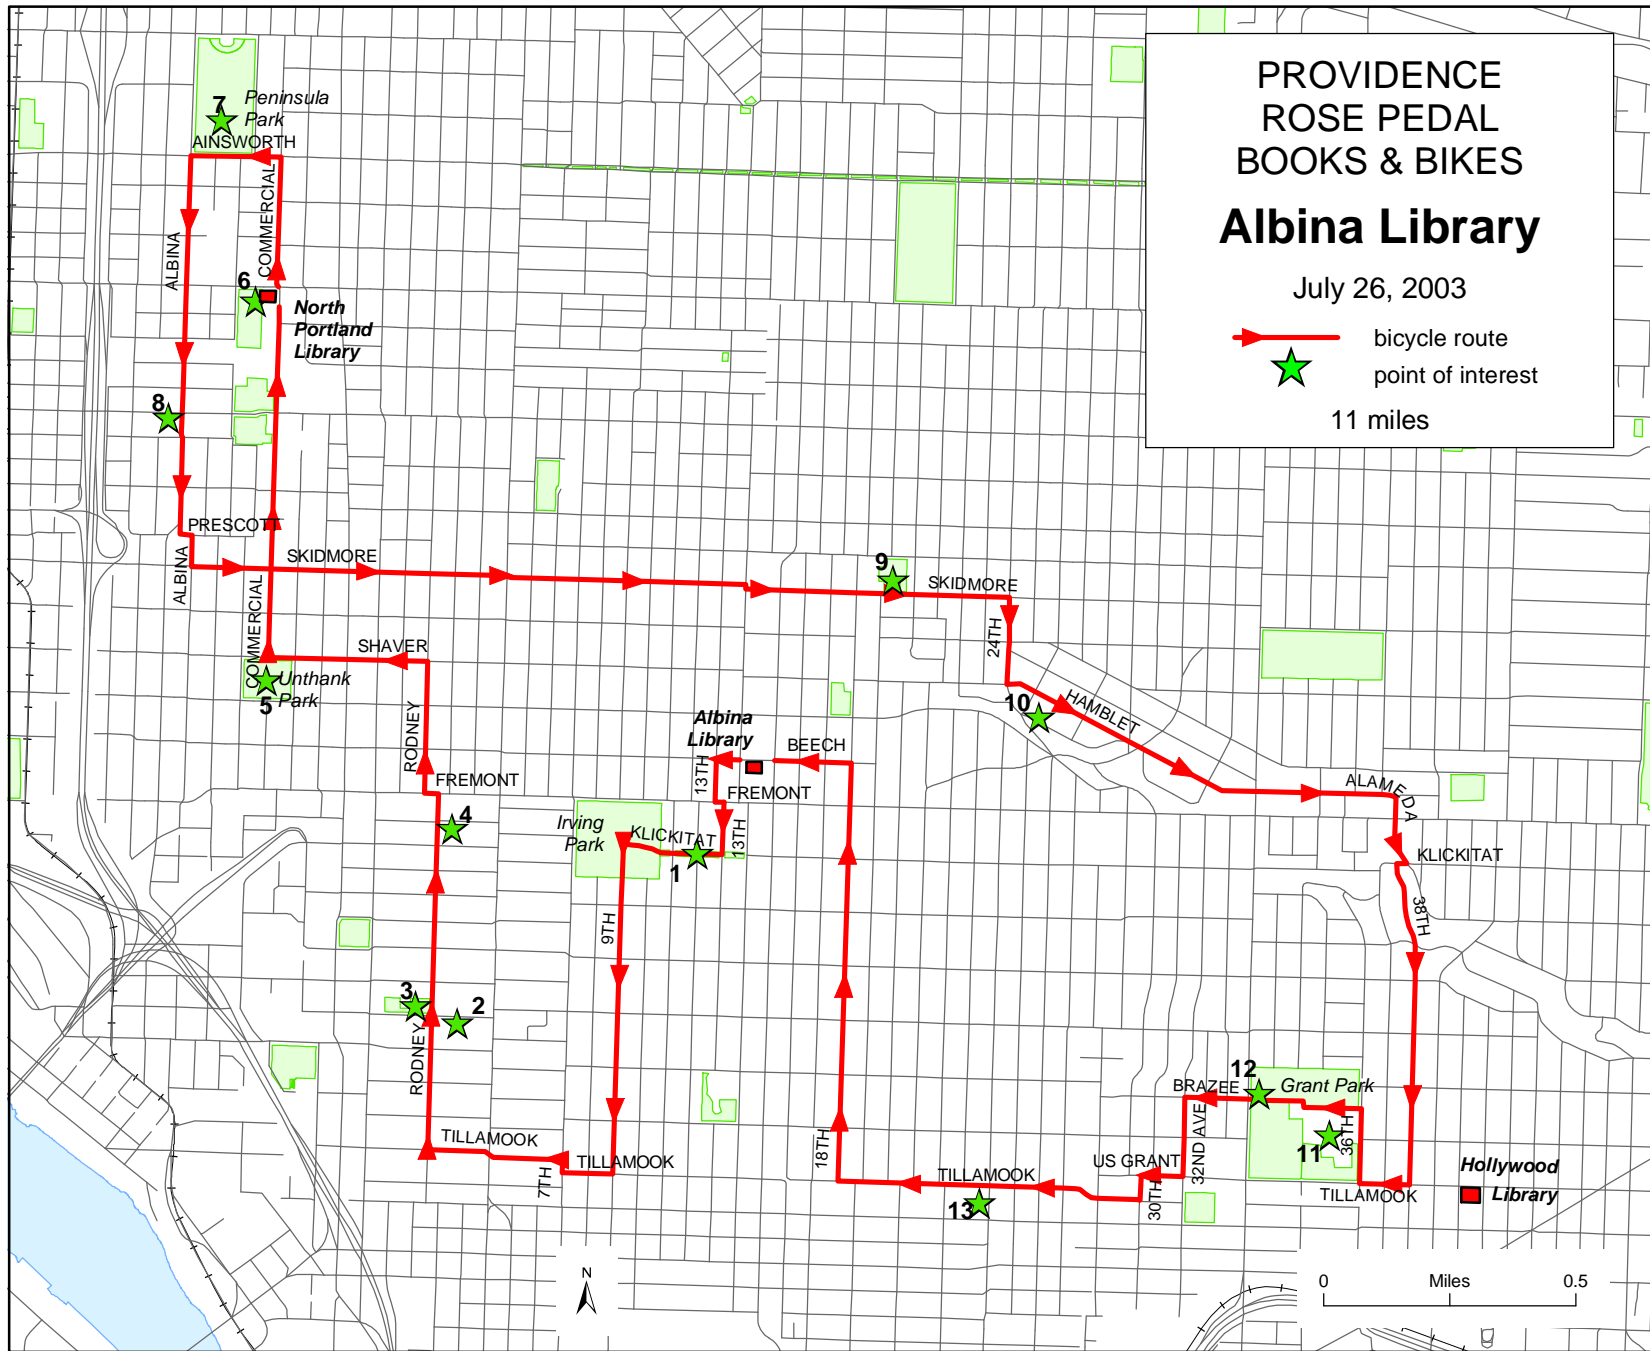 PROVIDENCE
ROSE PEDAL
BOOKS & BIKES
Albina Library
July 26, 2003
bicycle route
point of interest
11 miles
7
Peninsula
Park
AINSWORTH
COMMERCIAL
ALBINA
6
North
Portland
Library
8
PRESCOTT
ALBINA
SKIDMORE
COMMERCIAL
9
SKIDMORE
24TH
SHAVER
Unthank
Park
5
RODNEY
10
HAMBLET
Albina
Library
BEECH
13TH
FREMONT
FREMONT
ALAMEDA
4
Irving
Park
KLICKITAT
13TH
1
KLICKITAT
38TH
9TH
3
2
RODNEY
12
Grant Park
BRAZEE
32ND AVE
36TH
11
TILLAMOOK
TILLAMOOK
7TH
18TH
US GRANT
30TH
TILLAMOOK
13
TILLAMOOK
Hollywood
Library
N
0
Miles
0.5